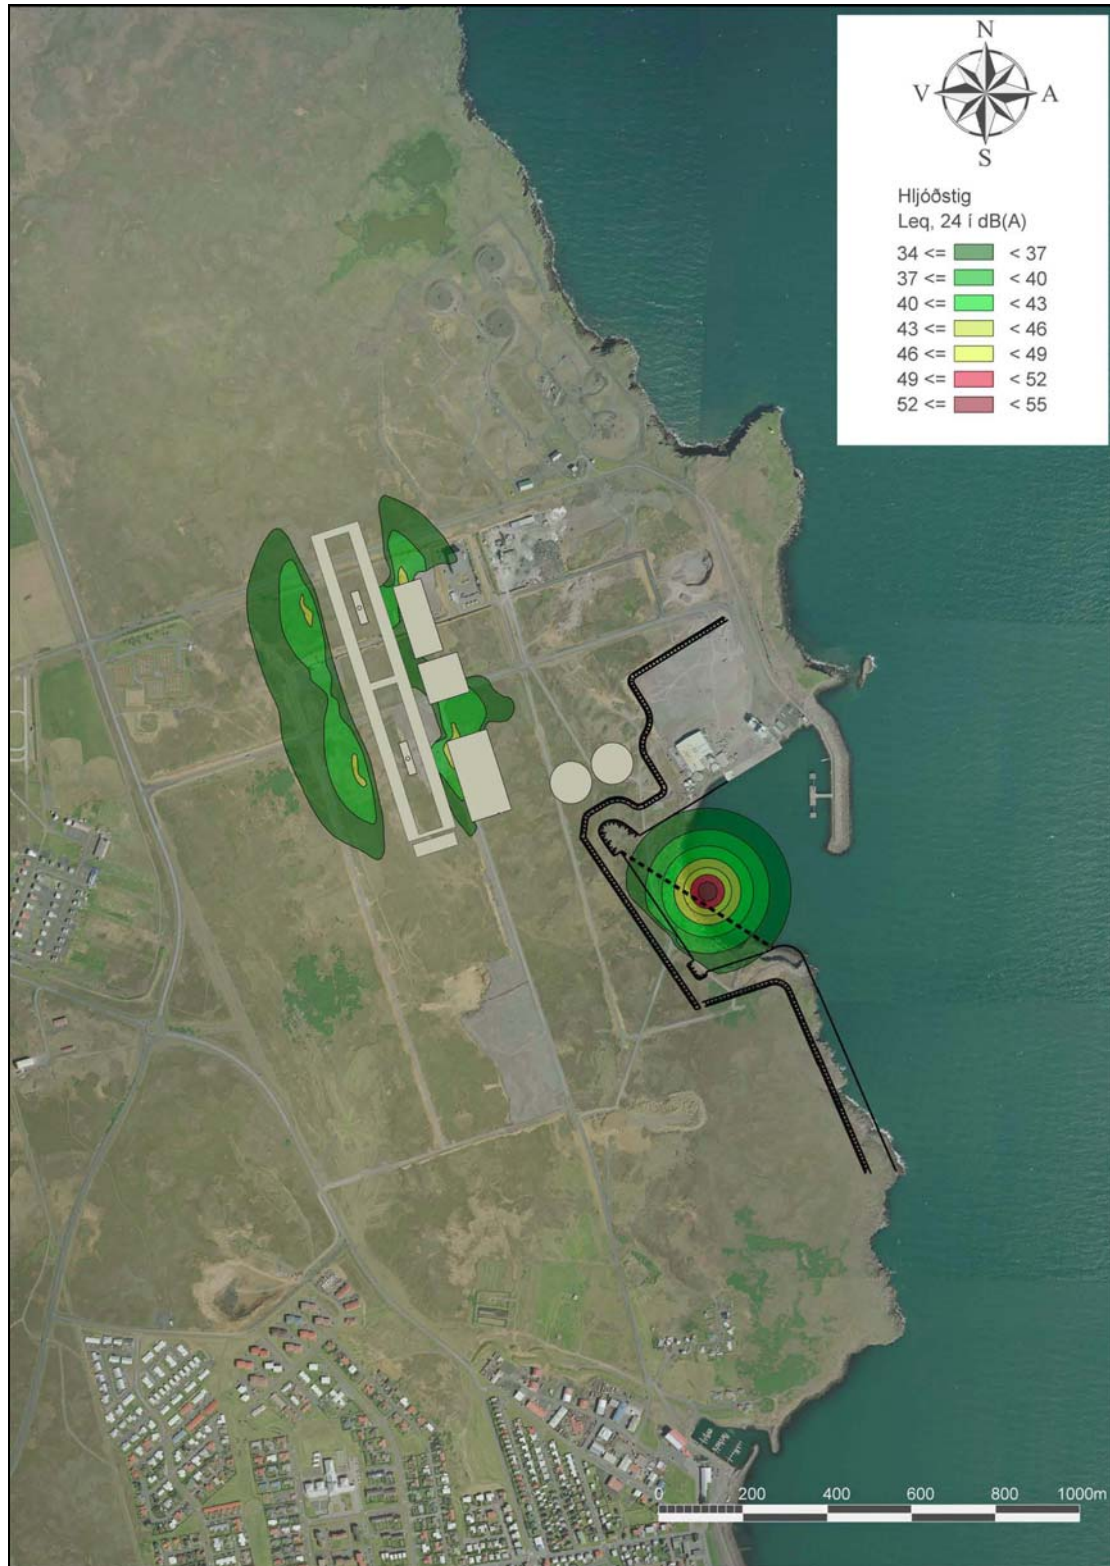 N
V A
S
Hljóðstig
Leq, 24 í dB(A)
34 <= < 37
37 <= < 40
40 <= < 43
43 <= < 46
46 <= < 49
49 <= < 52
52 <= < 55
0 200 400 600 800 1000m